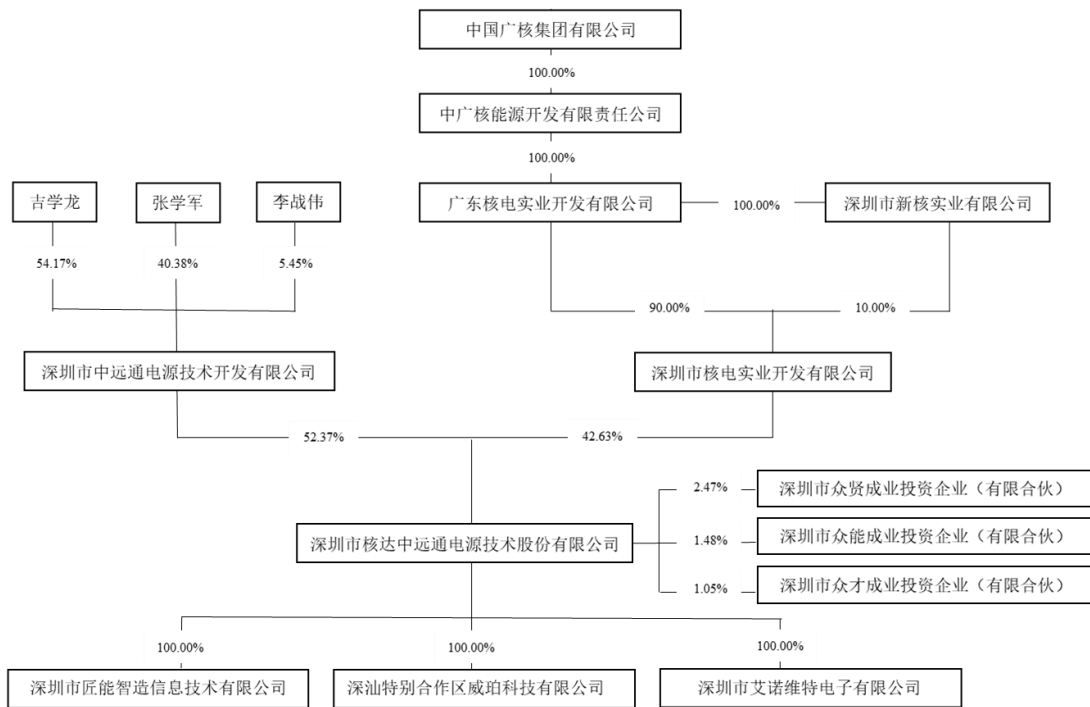 中国广核集团有限公司
100.00%
中广核能源开发有限责任公司
100.00%
吉学龙
张学军
李战伟
广东核电实业开发有限公司
100.00%
深圳市新核实业有限公司
54.17%
40.38%
5.45%
90.00%
10.00%
深圳市中远通电源技术开发有限公司
深圳市核电实业开发有限公司
52.37%
42.63%
2.47%
深圳市众贤成业投资企业（有限合伙）
深圳市核达中远通电源技术股份有限公司
1.48%
深圳市众能成业投资企业（有限合伙）
1.05%
深圳市众才成业投资企业（有限合伙）
100.00%
100.00%
100.00%
深圳市匠能智造信息技术有限公司
深汕特别合作区威珀科技有限公司
深圳市艾诺维特电子有限公司